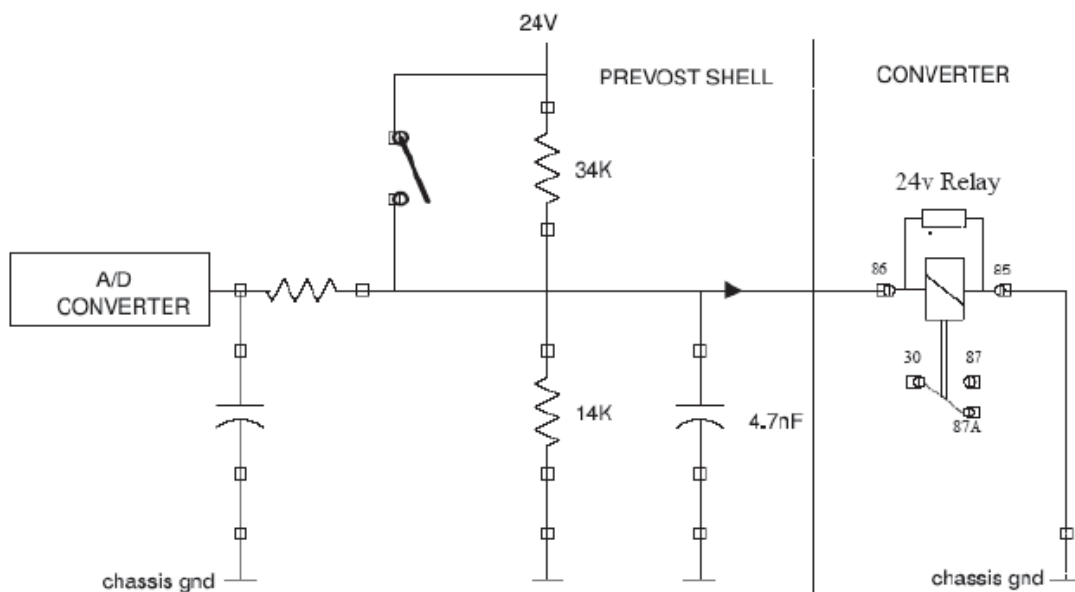 24V
PREVOST SHELL
CONVERTER
34K
24v Relay
A/D
CONVERTER
86
85
30
87
14K
4.7nF
87A
chassis gnd
chassis gnd